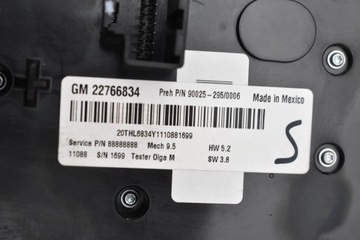 GM 22766834 Preh P/N 90025-295/0006 Made in Mexico
20THL6834Y1110881699
Service P/N 88888888 Mech 9.5 HW 5.2
11088 S/N 1699 Tester Olga M SW 3.8
S